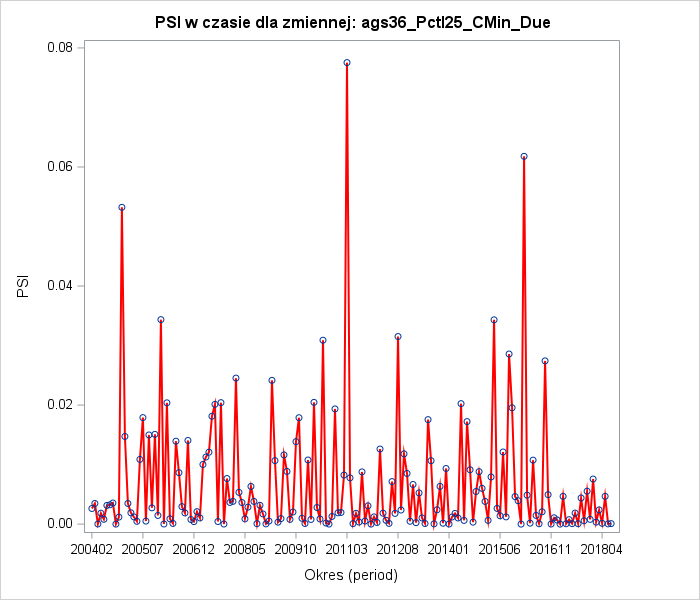 PSI w czasie dla zmiennej: ags36_Pctl25_CMin_Due
0.08
0.06
0.04
0.02
0.00
PSI
200402 200507 200612 200805 200910 201103 201208 201401 201506 201611 201804
Okres (period)